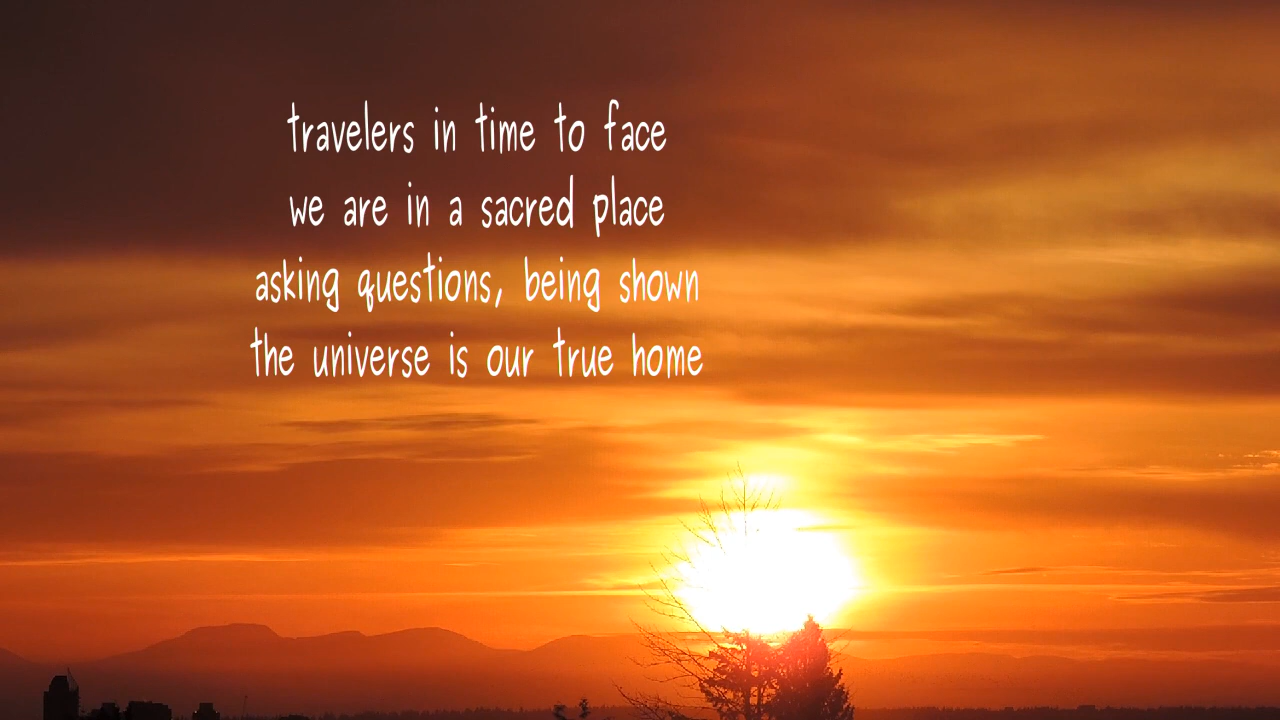 travelers in time to face
we are in a sacred place
asking questions, being shown
the universe is our true home